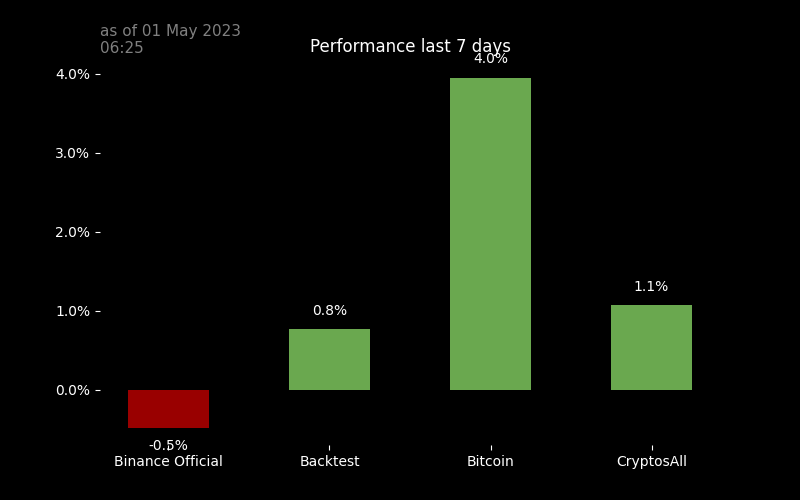 as of 01 May 2023
06:25
Performance last 7 days
4.0%
4.0%
3.0%
2.0%
1.1%
1.0%
0.8%
0.0%
-0.5%
Binance Official
Backtest
Bitcoin
CryptosAll